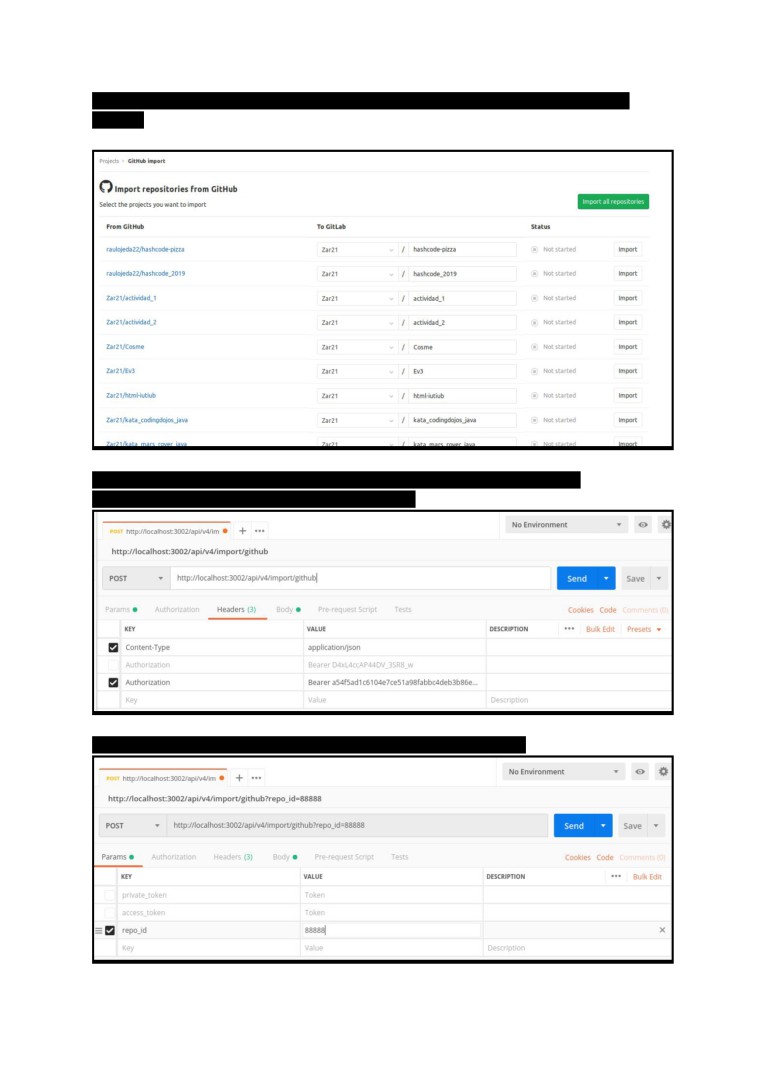 Projects > GitHub import
Import repositories from GitHub
Select the projects you want to import
Import all repositories
From GitHub To GitLab Status
raulojeda22/hashcode-pizza Zar21 / hashcode-pizza Not started Import
raulojeda22/hashcode_2019 Zar21 / hashcode_2019 Not started Import
Zar21/actividad_1 Zar21 / actividad_1 Not started Import
Zar21/actividad_2 Zar21 / actividad_2 Not started Import
Zar21/Cosme Zar21 / Cosme Not started Import
Zar21/Ev3 Zar21 / Ev3 Not started Import
Zar21/html-iutiub Zar21 / html-iutiub Not started Import
Zar21/kata_codingdojos_java Zar21 / kata_codingdojos_java Not started Import
Zar21/kata_mars_rover_java Zar21 / kata_mars_rover_java Not started Import
POST http://localhost:3002/api/v4/im + ••• No Environment
http://localhost:3002/api/v4/import/github
POST http://localhost:3002/api/v4/import/github Send Save
Params Authorization Headers (3) Body Pre-request Script Tests Cookies Code Comments (0)
KEY VALUE DESCRIPTION ••• Bulk Edit Presets
Content-Type application/json
Authorization Bearer D4xL4ccAP44DV_3SR8_w
Authorization Bearer a54f5ad1c6104e7ce51a98fabbc4deb3b86e...
Key Value Description
POST http://localhost:3002/api/v4/im + ••• No Environment
http://localhost:3002/api/v4/import/github?repo_id=88888
POST http://localhost:3002/api/v4/import/github?repo_id=88888 Send Save
Params Authorization Headers (3) Body Pre-request Script Tests Cookies Code Comments (0)
KEY VALUE DESCRIPTION ••• Bulk Edit
private_token Token
access_token Token
repo_id 88888
Key Value Description